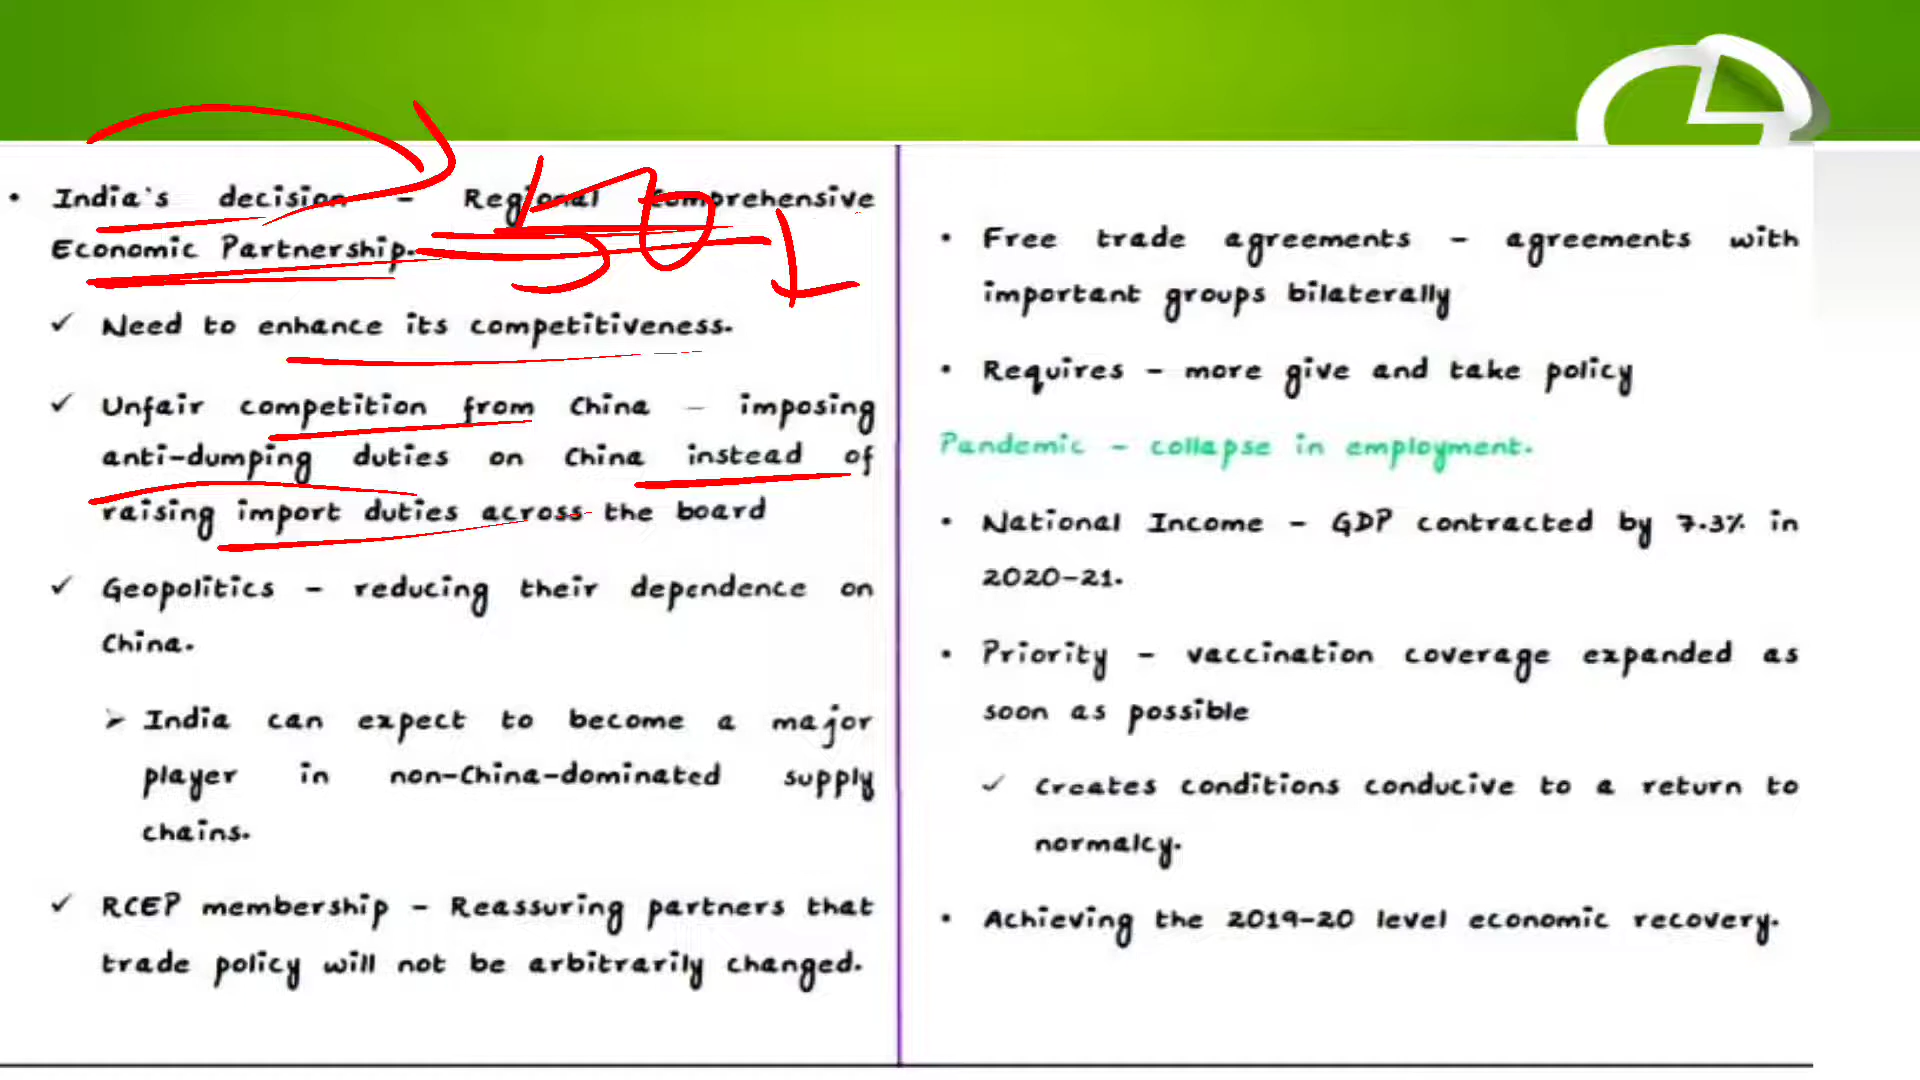 • India's decision - Regional Comprehensive
Economic Partnership.
✓ Need to enhance its competitiveness.
✓ Unfair competition from China - imposing
anti-dumping duties on China instead of
raising import duties across the board
✓ Geopolitics - reducing their dependence on
China.
➢ India can expect to become a major
player in non-China-dominated supply
chains.
✓ RCEP membership - Reassuring partners that
trade policy will not be arbitrarily changed.
• Free trade agreements - agreements with
important groups bilaterally
• Requires - more give and take policy
Pandemic - collapse in employment.
• National Income - GDP contracted by 7.3% in
2020-21.
• Priority - vaccination coverage expanded as
soon as possible
✓ Creates conditions conducive to a return to
normalcy.
• Achieving the 2019-20 level economic recovery.